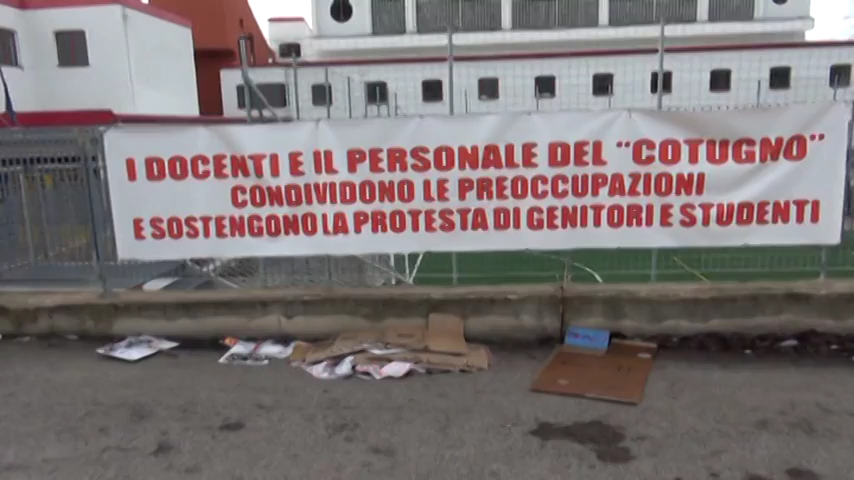 I DOCENTI E IL PERSONALE DEL "COTUGNO"
CONDIVIDONO LE PREOCCUPAZIONI
E SOSTENGONO LA PROTESTA DI GENITORI E STUDENTI